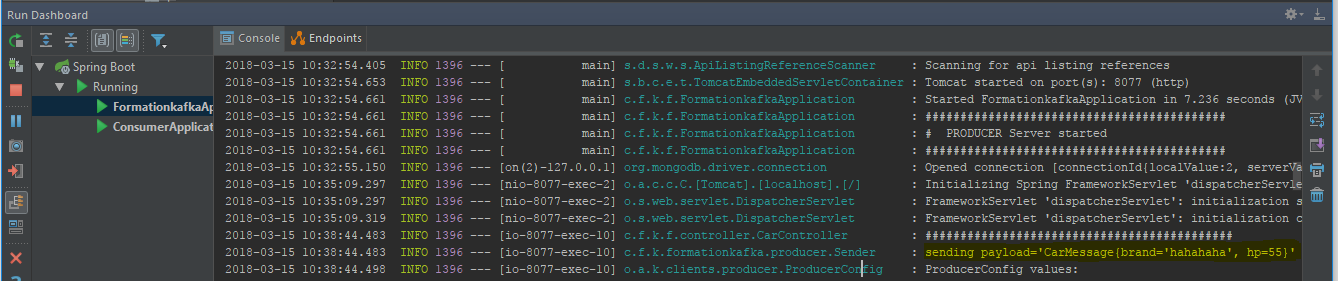 Run Dashboard
Console Endpoints
Spring Boot
Running
FormationkafkaAp
ConsumerApplicat
2018-03-15 10:32:54.405 INFO 1396 --- [ main] s.d.s.w.s.ApiListingReferenceScanner : Scanning for api listing references
2018-03-15 10:32:54.653 INFO 1396 --- [ main] s.b.c.e.t.TomcatEmbeddedServletContainer : Tomcat started on port(s): 8077 (http)
2018-03-15 10:32:54.661 INFO 1396 --- [ main] c.f.k.f.FormationkafkaApplication : Started FormationkafkaApplication in 7.236 seconds (JV
2018-03-15 10:32:54.661 INFO 1396 --- [ main] c.f.k.f.FormationkafkaApplication : ##########################################
2018-03-15 10:32:54.661 INFO 1396 --- [ main] c.f.k.f.FormationkafkaApplication : # PRODUCER Server started
2018-03-15 10:32:54.661 INFO 1396 --- [ main] c.f.k.f.FormationkafkaApplication : ##########################################
2018-03-15 10:32:55.150 INFO 1396 --- [on(2)-127.0.0.1] org.mongodb.driver.connection : Opened connection [connectionId{localValue:2, serverVa
2018-03-15 10:35:09.297 INFO 1396 --- [nio-8077-exec-2] o.a.c.c.C.[Tomcat].[localhost].[/] : Initializing Spring FrameworkServlet 'dispatcherServle
2018-03-15 10:35:09.297 INFO 1396 --- [nio-8077-exec-2] o.s.web.servlet.DispatcherServlet : FrameworkServlet 'dispatcherServlet': initialization s
2018-03-15 10:35:09.319 INFO 1396 --- [nio-8077-exec-2] o.s.web.servlet.DispatcherServlet : FrameworkServlet 'dispatcherServlet': initialization c
2018-03-15 10:38:44.483 INFO 1396 --- [io-8077-exec-10] c.f.k.f.controller.CarController : ###########################################
2018-03-15 10:38:44.483 INFO 1396 --- [io-8077-exec-10] c.f.k.formationkafka.producer.Sender : sending payload='CarMessage{brand='hahahaha', hp=55}'
2018-03-15 10:38:44.498 INFO 1396 --- [io-8077-exec-10] o.a.k.clients.producer.ProducerConfig : ProducerConfig values: